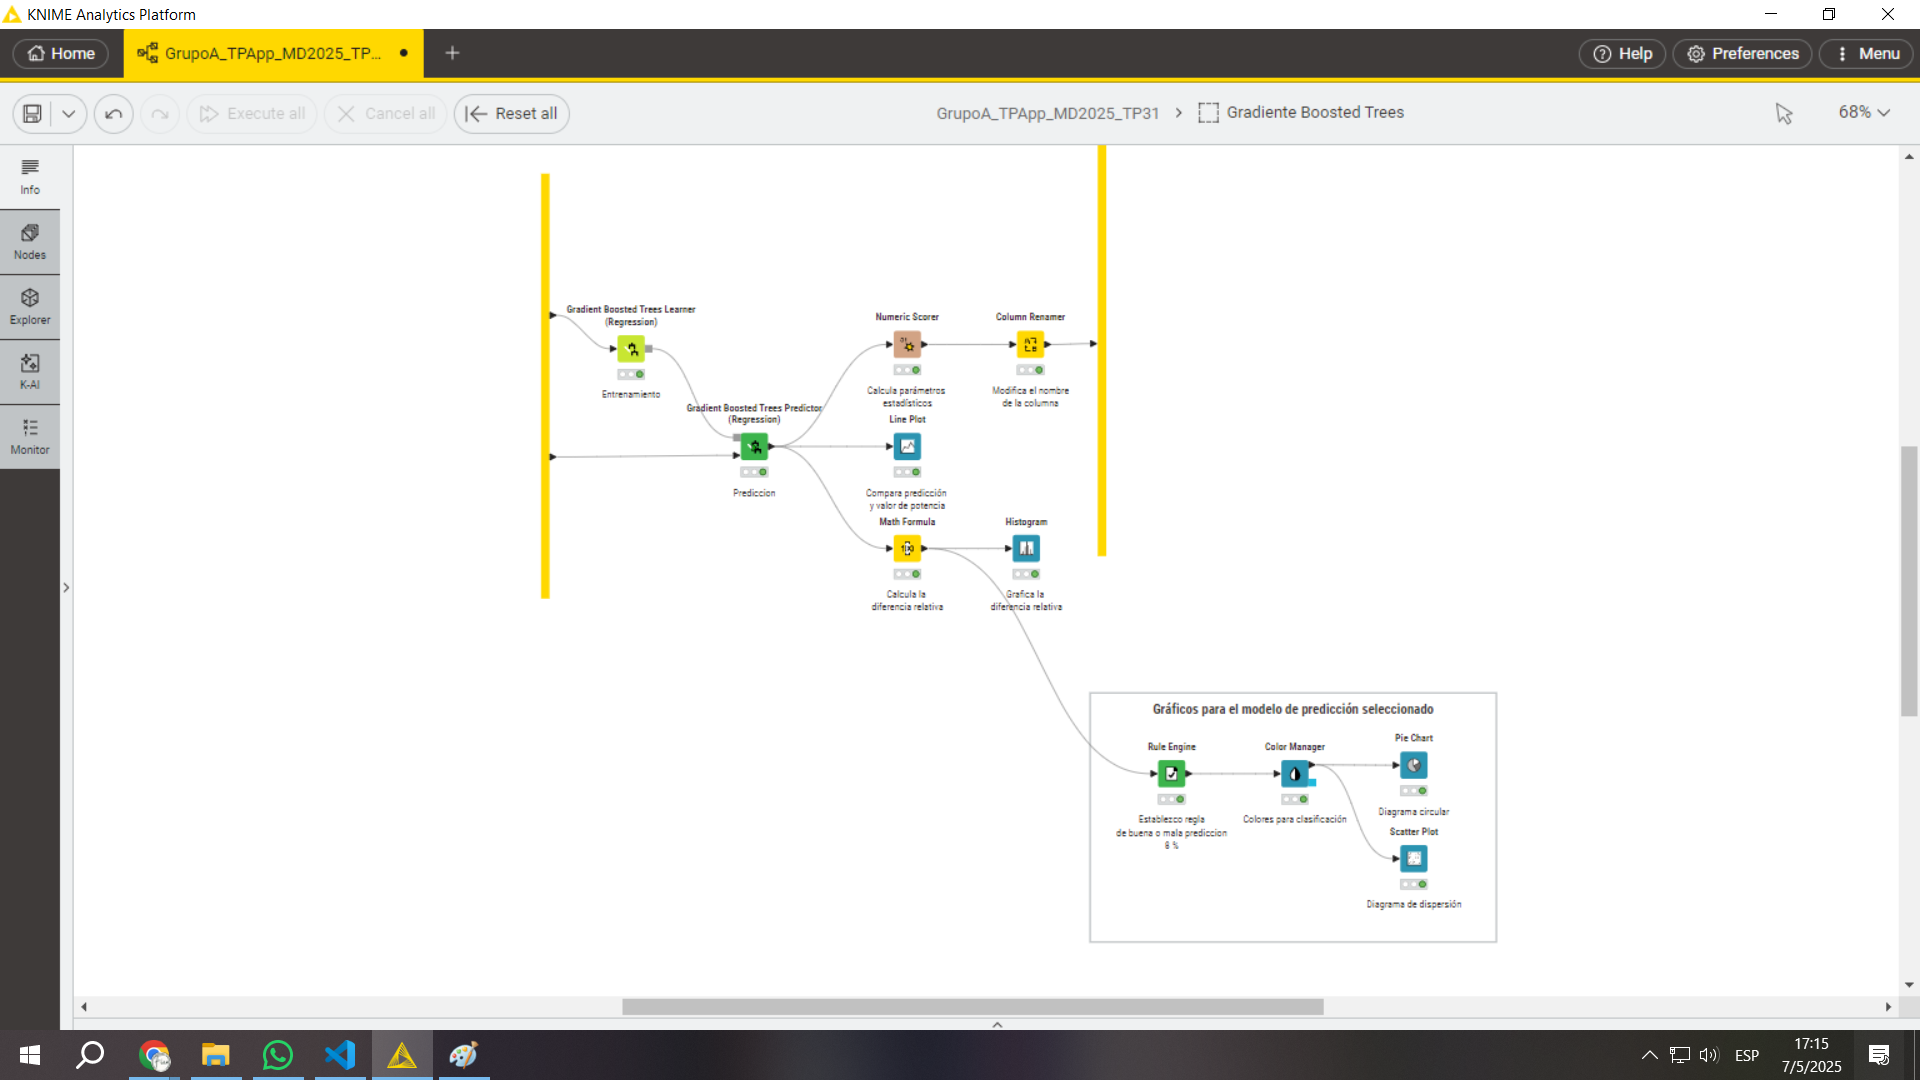 KNIME Analytics Platform
Home
GrupoA_TPApp_MD2025_TP...
Help
Preferences
Menu
Execute all
Cancel all
Reset all
GrupoA_TPApp_MD2025_TP31
Gradiente Boosted Trees
68%
Info
Nodes
Explorer
K-AI
Monitor
Gradient Boosted Trees Learner
(Regression)
Entrenamiento
Gradient Boosted Trees Predictor
(Regression)
Prediccion
Numeric Scorer
Calcula parámetros
estadísticos
Column Renamer
Modifica el nombre
de la columna
Line Plot
Compara predicción
y valor de potencia
Math Formula
Calcula la
diferencia relativa
Histogram
Grafica la
diferencia relativa
Gráficos para el modelo de predicción seleccionado
Rule Engine
Establezco regla
de buena o mala prediccion
6 %
Color Manager
Colores para clasificación
Pie Chart
Diagrama circular
Scatter Plot
Diagrama de dispersión
ESP
17:15
7/5/2025